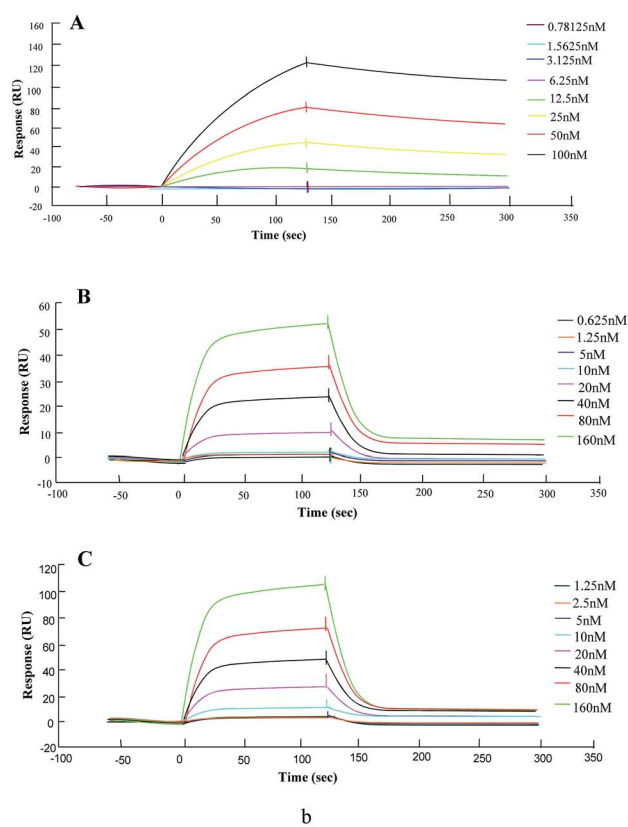 A
160
140
120
100
80
60
40
20
0
-20
Response (RU)
-100 -50 0 50 100 150 200 250 300 350
Time (sec)
0.78125nM
1.5625nM
3.125nM
6.25nM
12.5nM
25nM
50nM
100nM
B
60
50
40
30
20
10
0
-10
Response (RU)
-100 -50 0 50 100 150 200 250 300 350
Time (sec)
0.625nM
1.25nM
5nM
10nM
20nM
40nM
80nM
160nM
C
120
100
80
60
40
20
0
-20
Response (RU)
-100 -50 0 50 100 150 200 250 300 350
Time (sec)
1.25nM
2.5nM
5nM
10nM
20nM
40nM
80nM
160nM
b